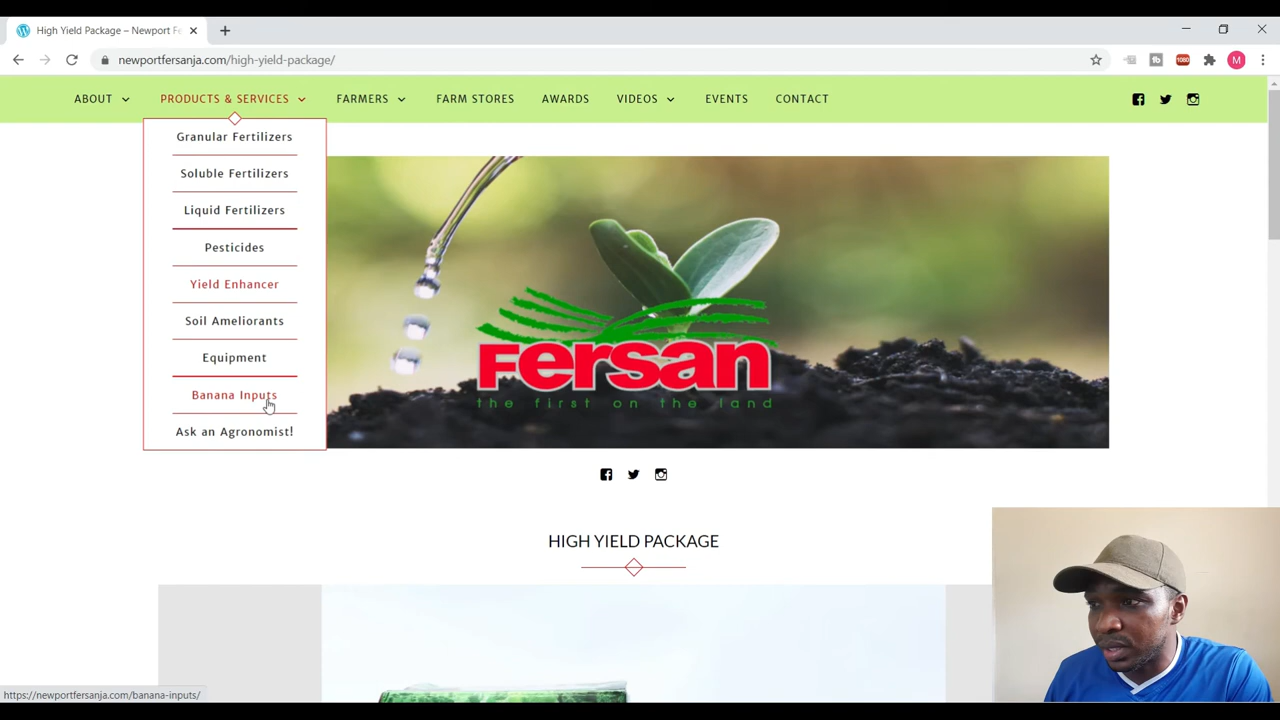 High Yield Package – Newport Fe
newportfersanja.com/high-yield-package/
M
ABOUT PRODUCTS & SERVICES FARMERS FARM STORES AWARDS VIDEOS EVENTS CONTACT
Granular Fertilizers
Soluble Fertilizers
Liquid Fertilizers
Pesticides
Yield Enhancer
Soil Ameliorants
Equipment
Banana Inputs
Ask an Agronomist!
Fersan
the first on the land
HIGH YIELD PACKAGE
https://newportfersanja.com/banana-inputs/